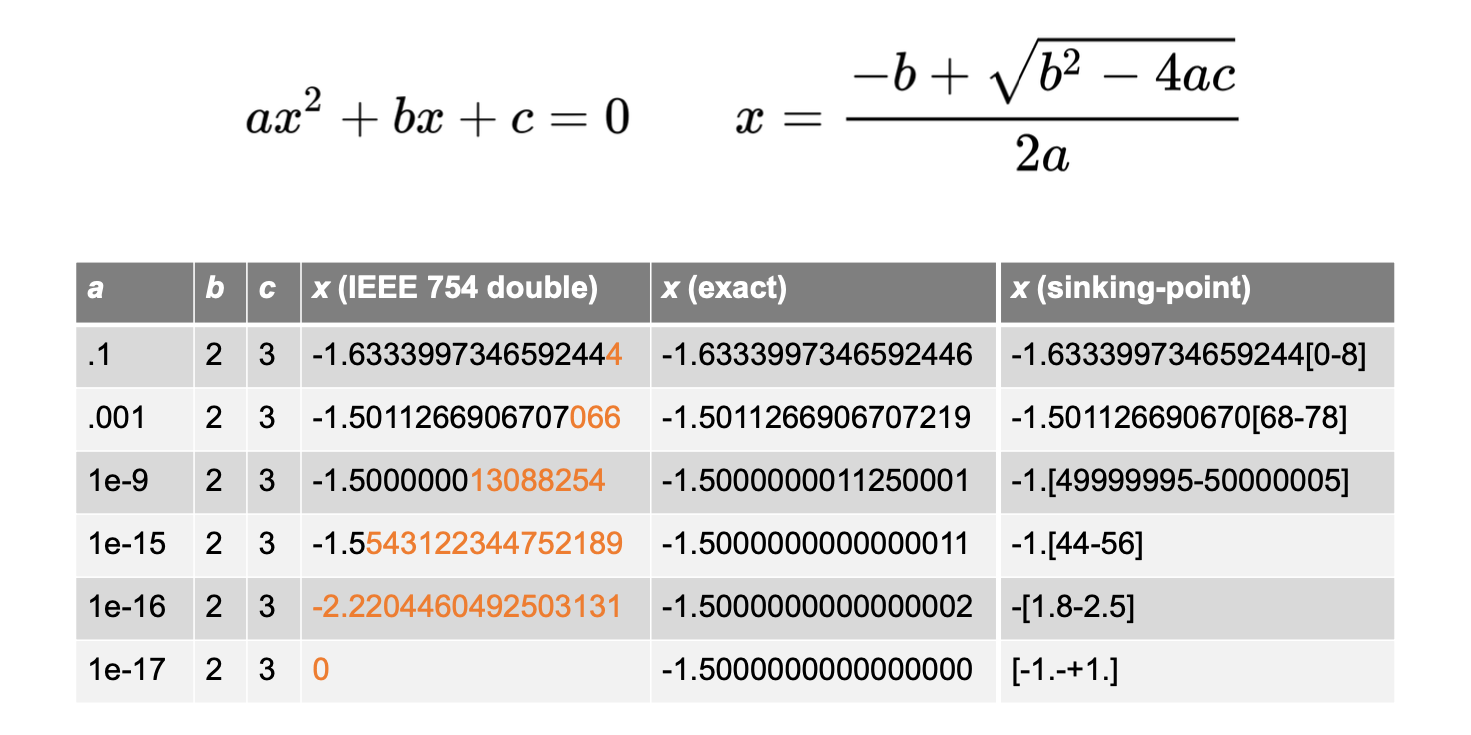 ax² + bx + c = 0    x = (-b + √(b² − 4ac)) / 2a
a b c x (IEEE 754 double) x (exact) x (sinking-point)
.1 2 3 -1.6333997346592444 -1.6333997346592446 -1.633399734659244[0-8]
.001 2 3 -1.5011266906707066 -1.5011266906707219 -1.501126690670[68-78]
1e-9 2 3 -1.500000013088254 -1.5000000011250001 -1.[49999995-50000005]
1e-15 2 3 -1.5543122344752189 -1.5000000000000011 -1.[44-56]
1e-16 2 3 -2.2204460492503131 -1.5000000000000002 -[1.8-2.5]
1e-17 2 3 0 -1.5000000000000000 [-1.-+1.]